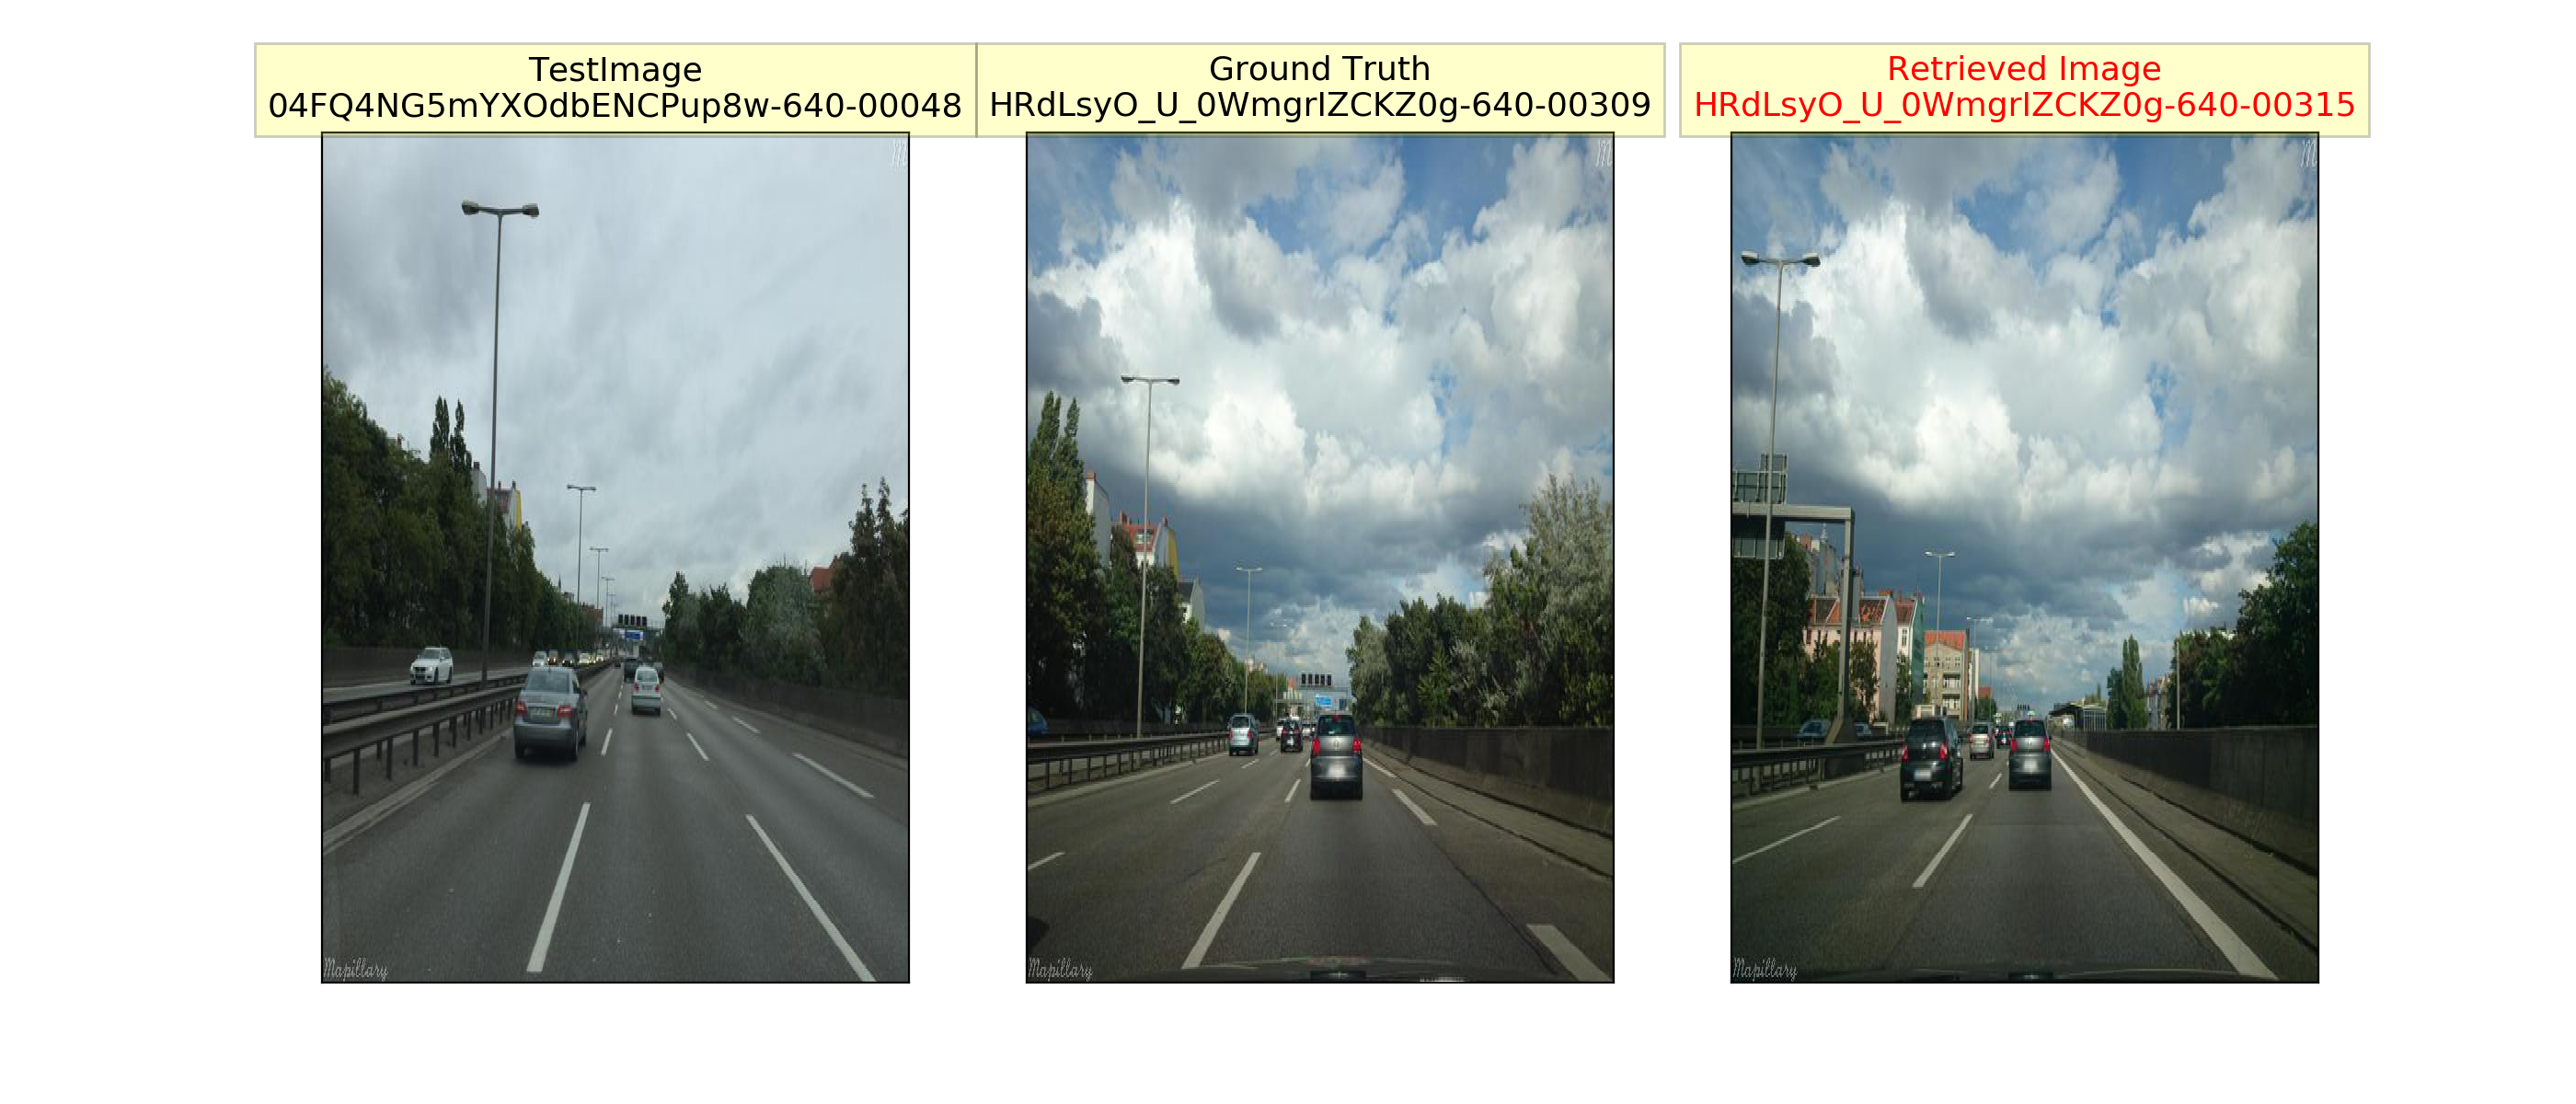 TestImage
04FQ4NG5mYXOdbENCPup8w-640-00048
Ground Truth
HRdLsyO_U_0WmgrIZCKZ0g-640-00309
Retrieved Image
HRdLsyO_U_0WmgrIZCKZ0g-640-00315
M
M
M
Mapillary
Mapillary
Mapillary